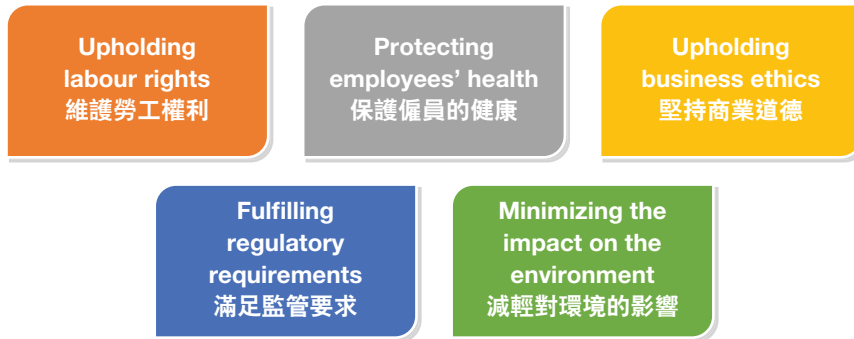 Upholding
labour rights
維護勞工權利
Protecting
employees’ health
保護僱員的健康
Upholding
business ethics
堅持商業道德
Fulfilling
regulatory
requirements
滿足監管要求
Minimizing the
impact on the
environment
減輕對環境的影響